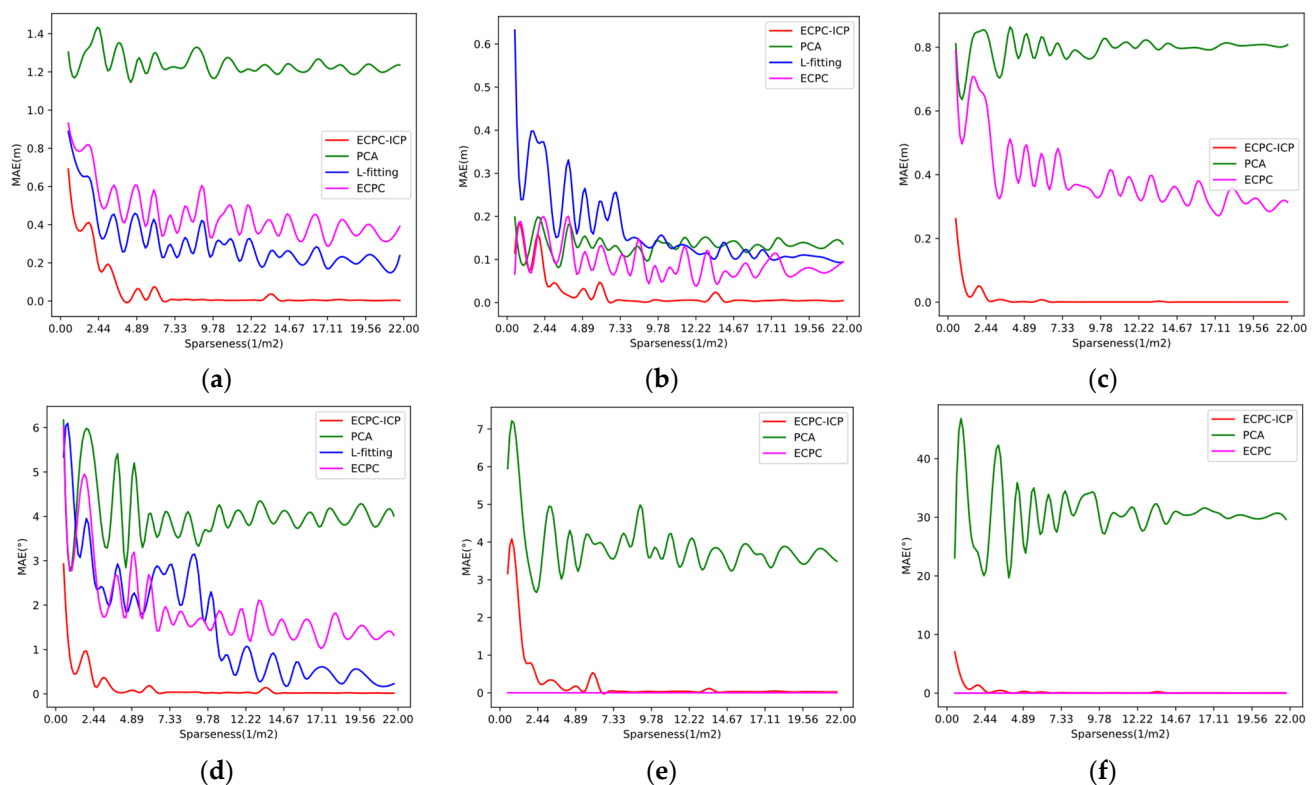 1.4
1.2
1.0
0.8
0.6
0.4
0.2
0.0
MAE(m)
ECPC-ICP
PCA
L-fitting
ECPC
0.00 2.44 4.89 7.33 9.78 12.22 14.67 17.11 19.56 22.00
Sparseness(1/m2)
(a)
0.6
0.5
0.4
0.3
0.2
0.1
0.0
MAE(m)
ECPC-ICP
PCA
L-fitting
ECPC
0.00 2.44 4.89 7.33 9.78 12.22 14.67 17.11 19.56 22.00
Sparseness(1/m2)
(b)
0.8
0.6
0.4
0.2
0.0
MAE(m)
ECPC-ICP
PCA
ECPC
0.00 2.44 4.89 7.33 9.78 12.22 14.67 17.11 19.56 22.00
Sparseness(1/m2)
(c)
6
5
4
3
2
1
0
MAE(°)
ECPC-ICP
PCA
L-fitting
ECPC
0.00 2.44 4.89 7.33 9.78 12.22 14.67 17.11 19.56 22.00
Sparseness(1/m2)
(d)
7
6
5
4
3
2
1
0
MAE(°)
ECPC-ICP
PCA
ECPC
0.00 2.44 4.89 7.33 9.78 12.22 14.67 17.11 19.56 22.00
Sparseness(1/m2)
(e)
40
30
20
10
0
MAE(°)
ECPC-ICP
PCA
ECPC
0.00 2.44 4.89 7.33 9.78 12.22 14.67 17.11 19.56 22.00
Sparseness(1/m2)
(f)